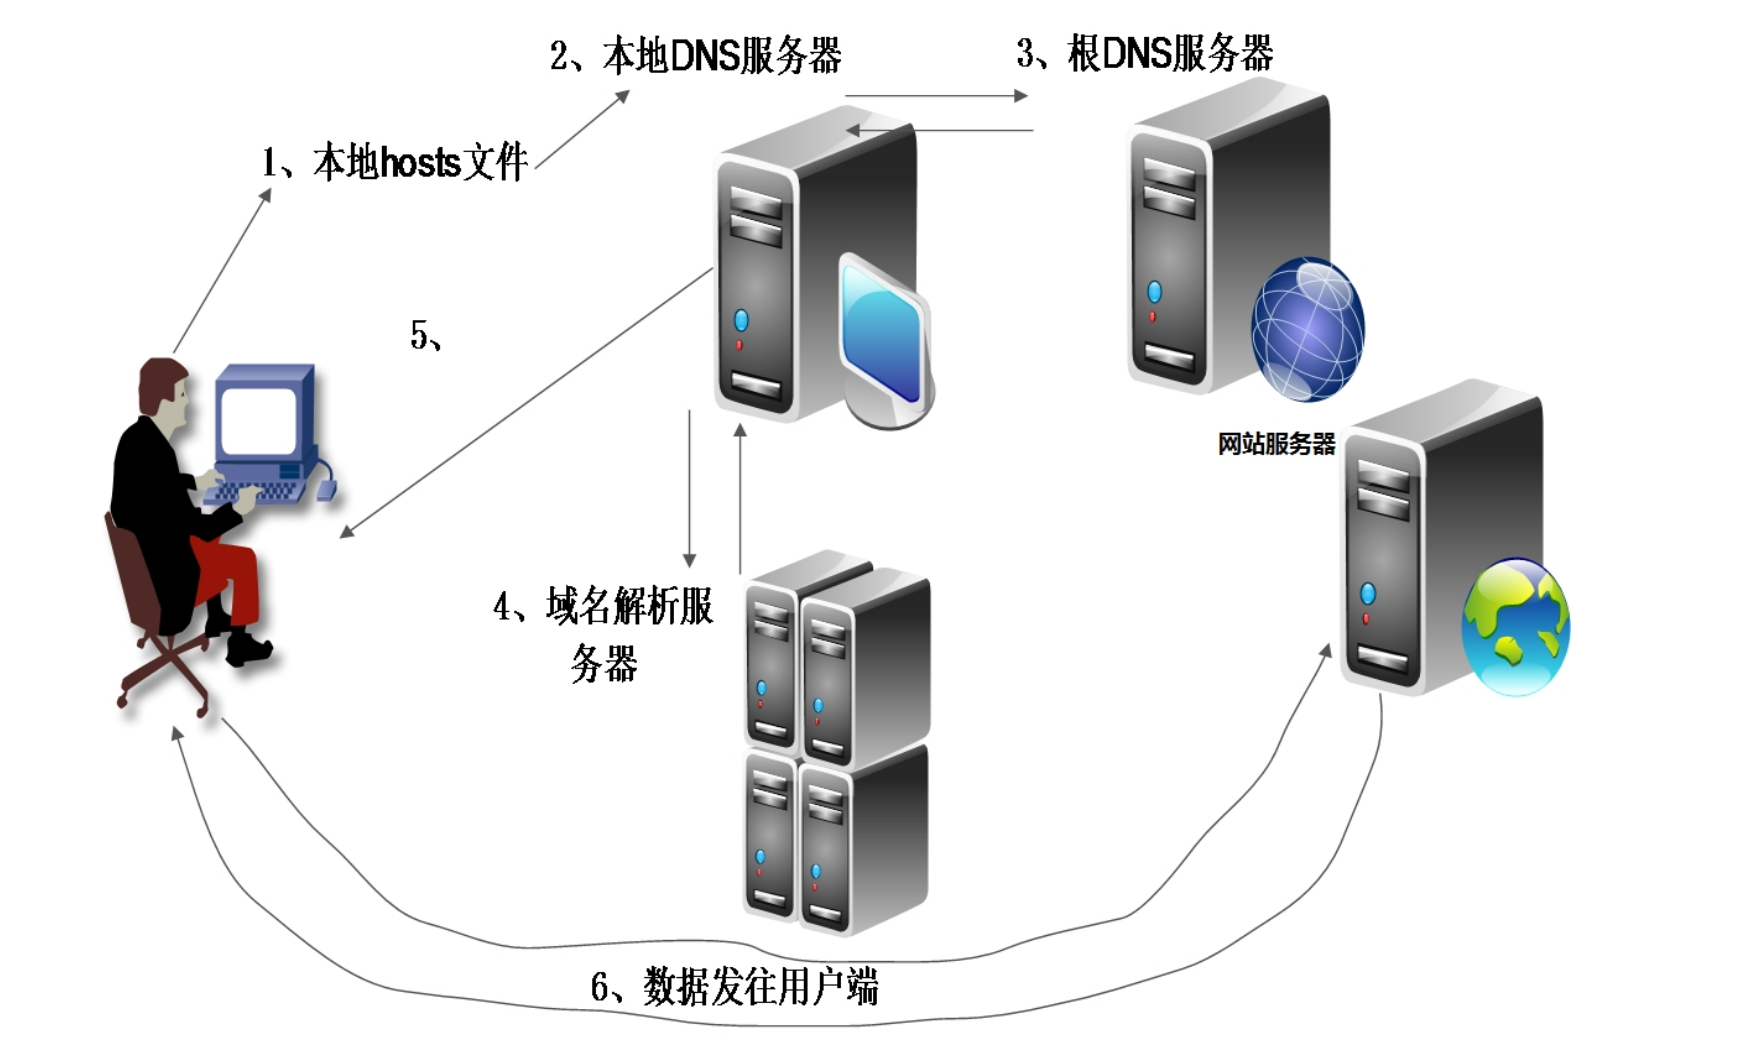 2、本地DNS服务器
3、根DNS服务器
1、本地hosts文件
5、
网站服务器
4、域名解析服
务器
6、数据发往用户端